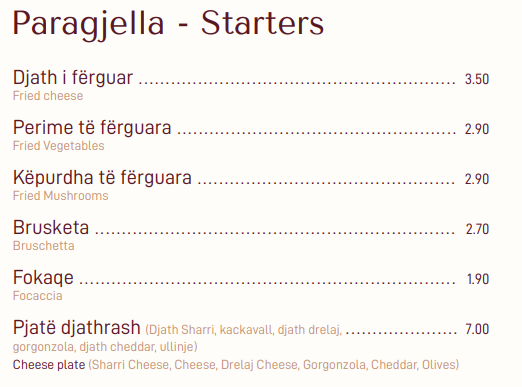 Paragjella - Starters
Djath i fërguar ........................................................ 3.50
Fried cheese
Perime të fërguara ................................................. 2.90
Fried Vegetables
Këpurdha të fërguara ............................................. 2.90
Fried Mushrooms
Brusketa ................................................................ 2.70
Bruschetta
Fokaqe ................................................................... 1.90
Focaccia
Pjatë djathrash (Djath Sharri, kackavall, djath drelaj, .................... 7.00
gorgonzola, djath cheddar, ullinje)
Cheese plate (Sharri Cheese, Cheese, Drelaj Cheese, Gorgonzola, Cheddar, Olives)